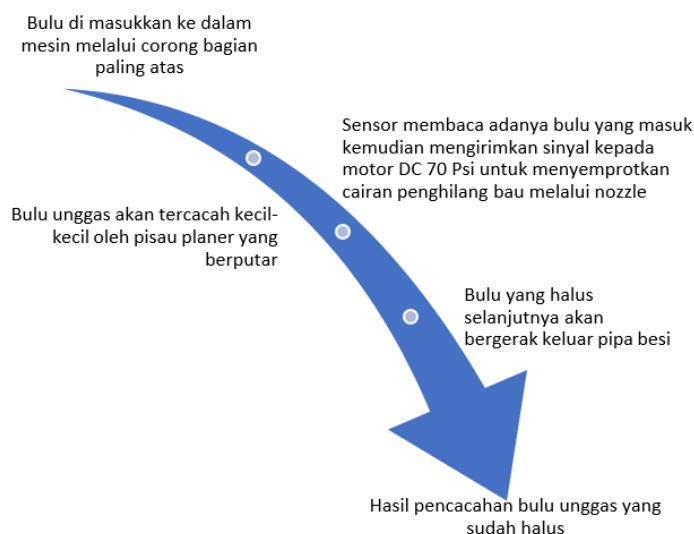 Bulu di masukkan ke dalam
mesin melalui corong bagian
paling atas
Sensor membaca adanya bulu yang masuk
kemudian mengirimkan sinyal kepada
motor DC 70 Psi untuk menyemprotkan
cairan penghilang bau melalui nozzle
Bulu unggas akan tercacah kecil-
kecil oleh pisau planer yang
berputar
Bulu yang halus
selanjutnya akan
bergerak keluar pipa besi
Hasil pencacahan bulu unggas yang
sudah halus